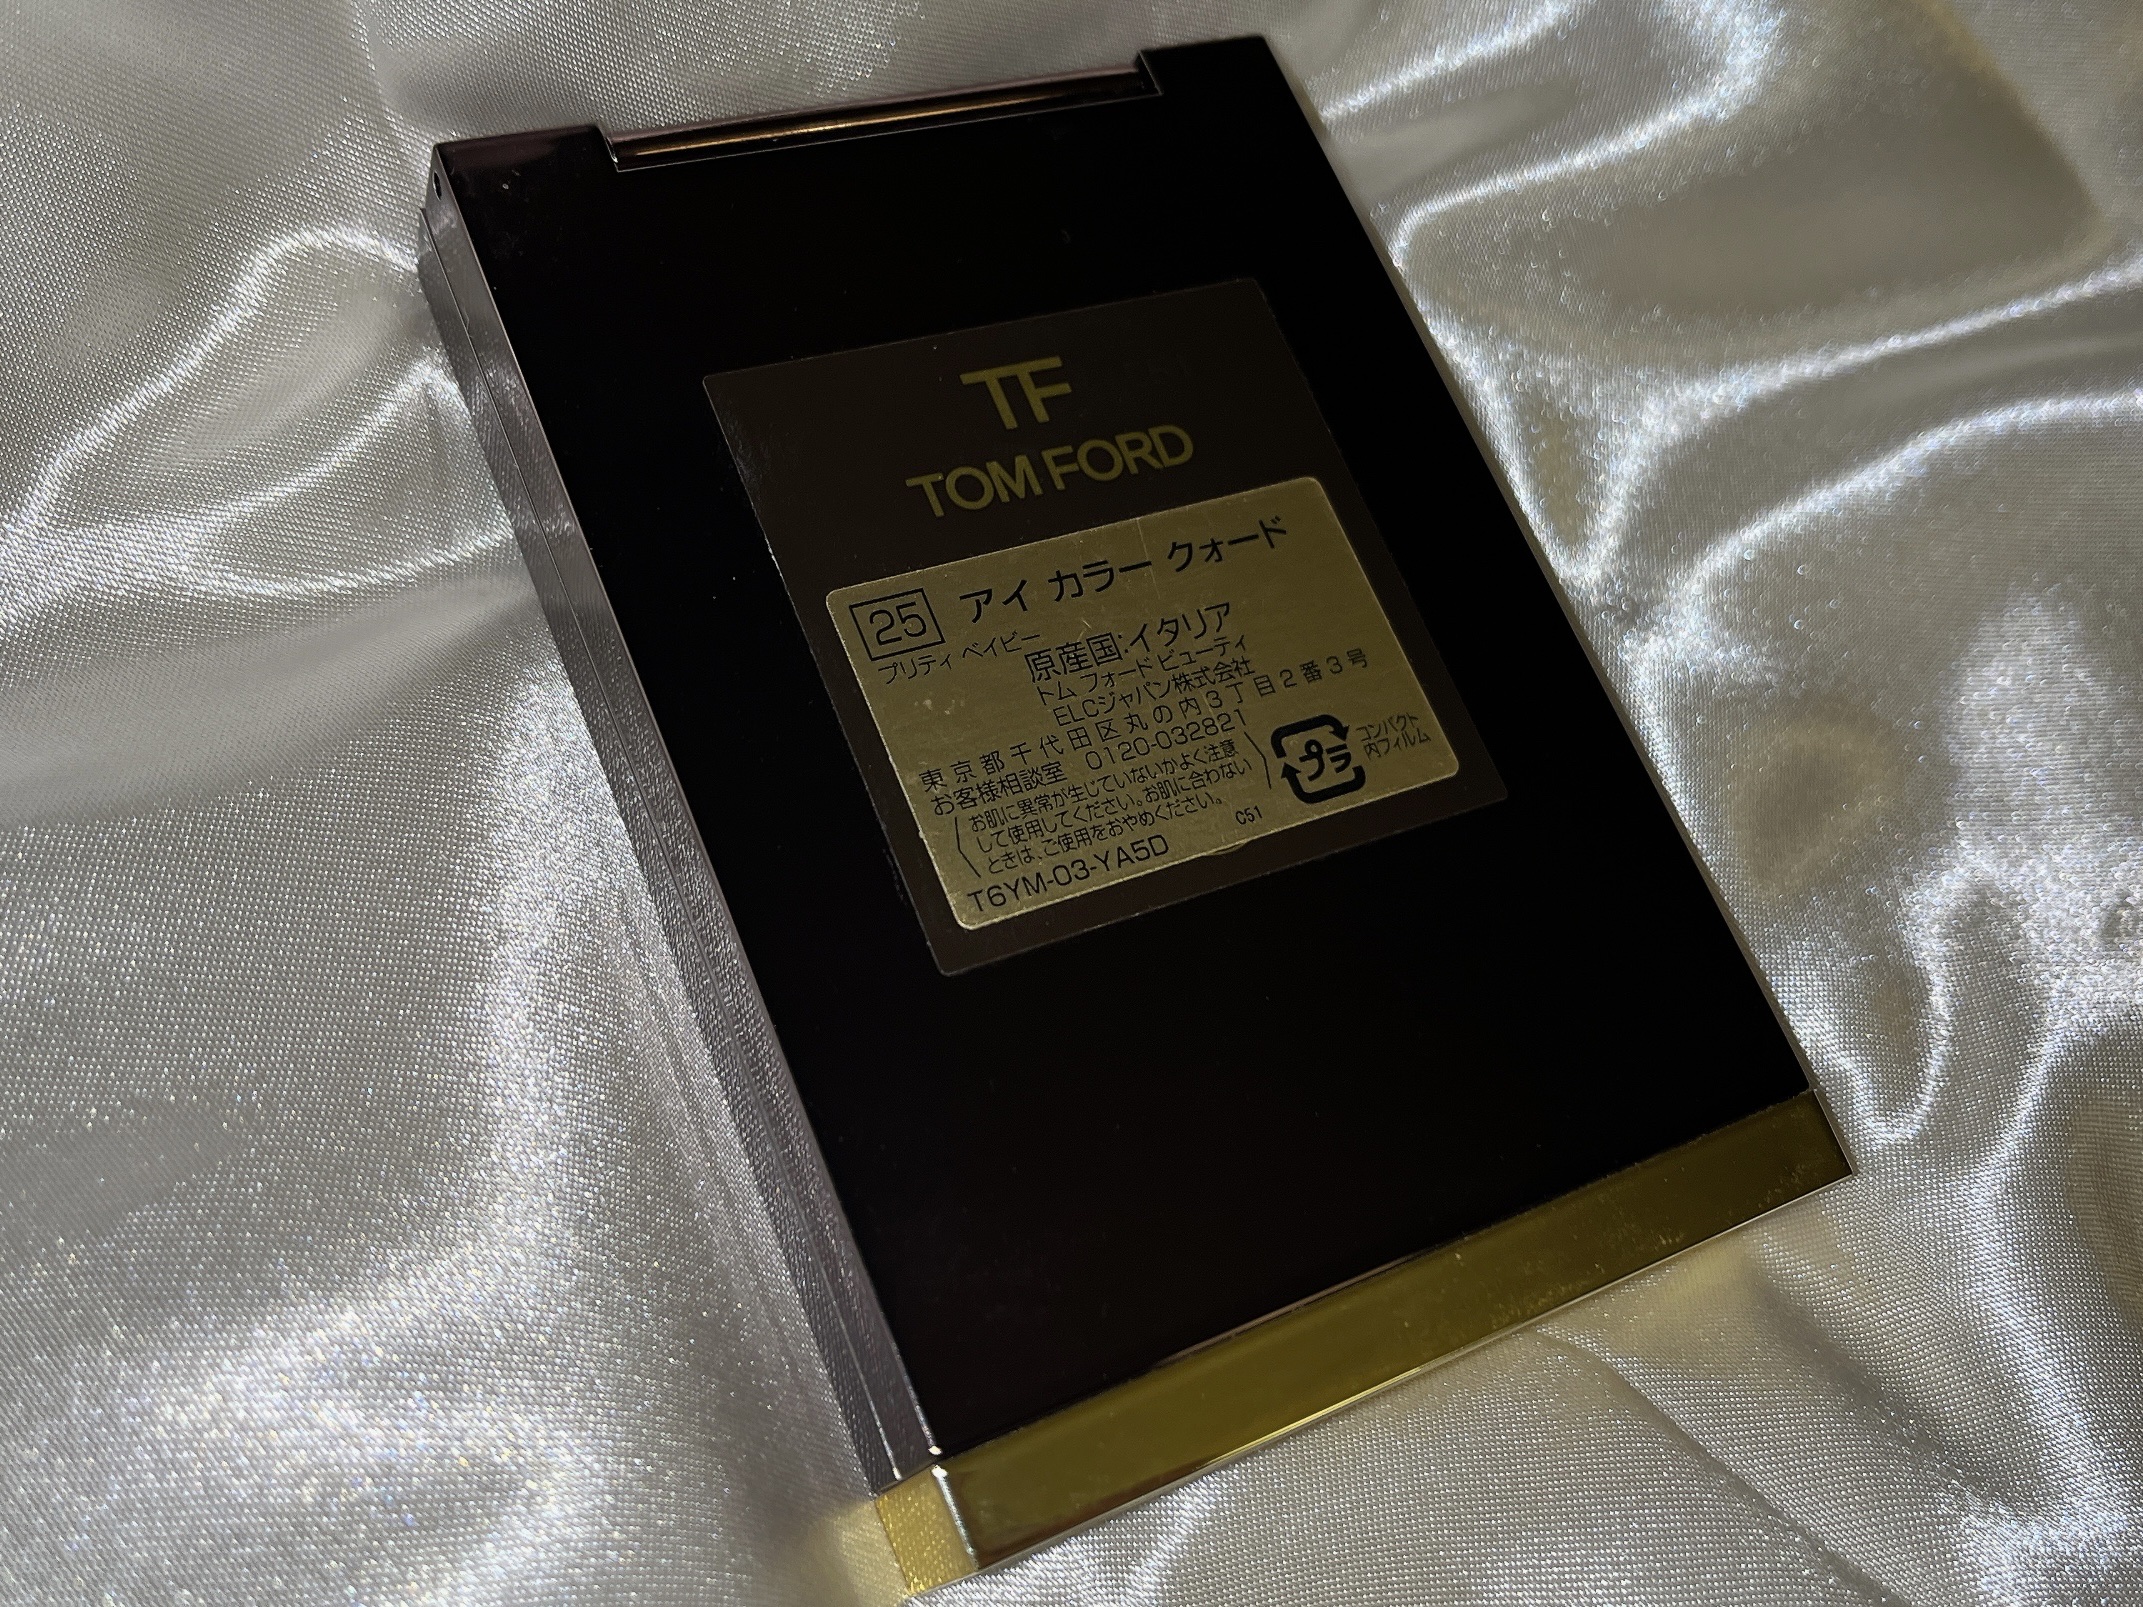 TF
TOM FORD
25 アイ カラー クォード
プリティ ベイビー
原産国:イタリア
トム フォード ビューティ
ELCジャパン株式会社
東京都千代田区丸の内3丁目2番3号
お客様相談室 0120-032821
お肌に異常が生じていないかよく注意
して使用してください。お肌に合わない
ときは、ご使用をおやめください。
プラ
コンパクト
内フィルム
T6YM-03-YA5D
C51